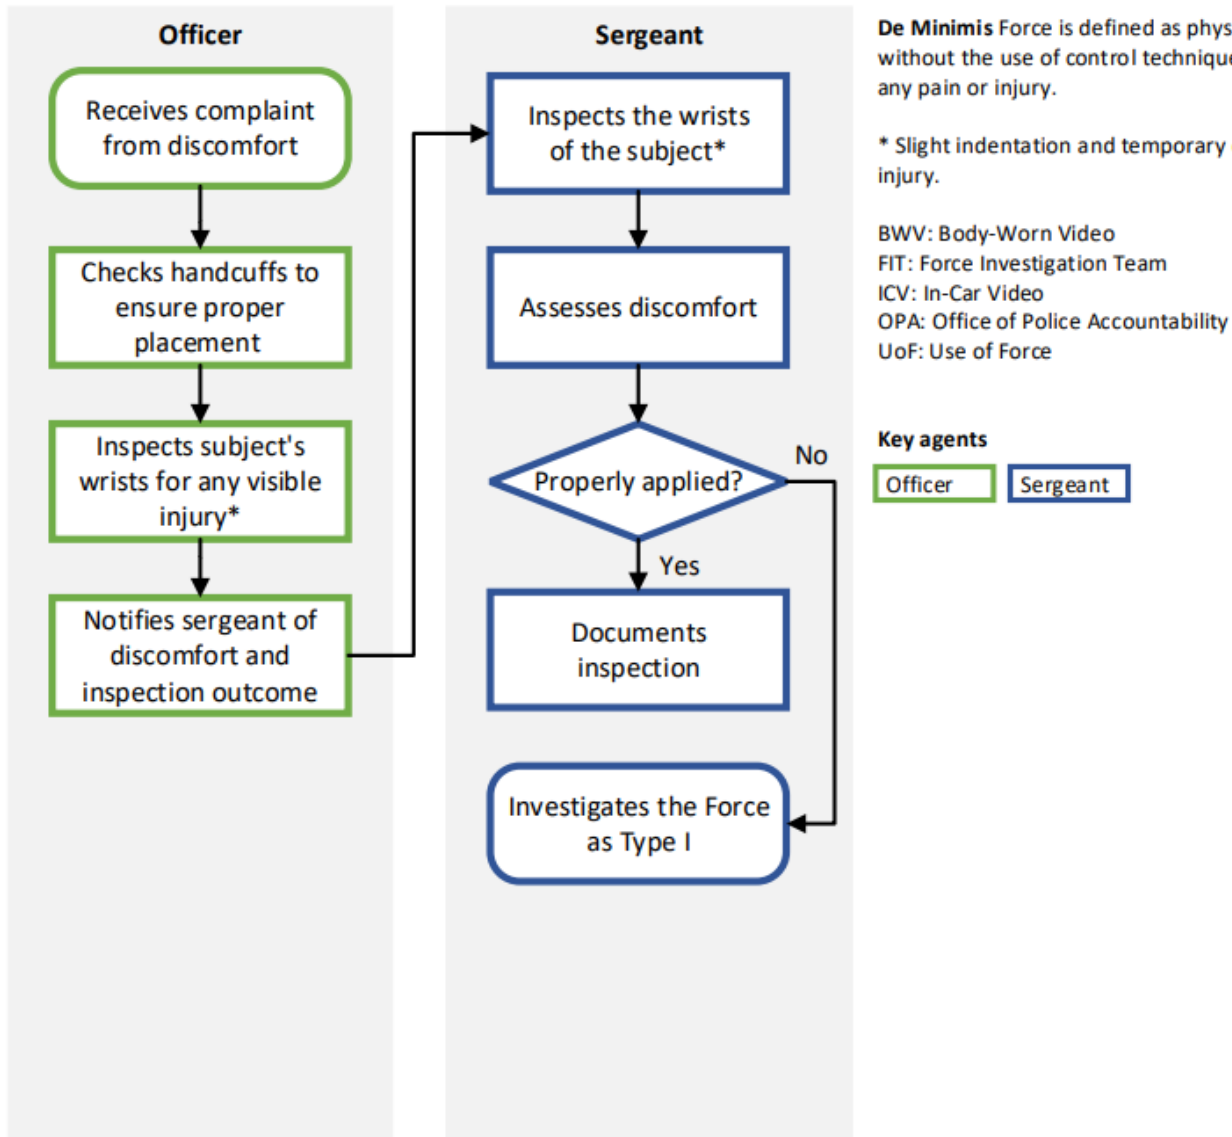 Officer
Receives complaint
from discomfort
Checks handcuffs to
ensure proper
placement
Inspects subject's
wrists for any visible
injury*
Notifies sergeant of
discomfort and
inspection outcome
Sergeant
Inspects the wrists
of the subject*
Assesses discomfort
Properly applied?
No
Yes
Documents
inspection
Investigates the Force
as Type I
De Minimis Force is defined as
without the use of control
any pain or injury.
* Slight indentation and temporary
injury.
BWV: Body-Worn Video
FIT: Force Investigation Team
ICV: In-Car Video
OPA: Office of Police Accountability
UoF: Use of Force
Key agents
Officer
Sergeant